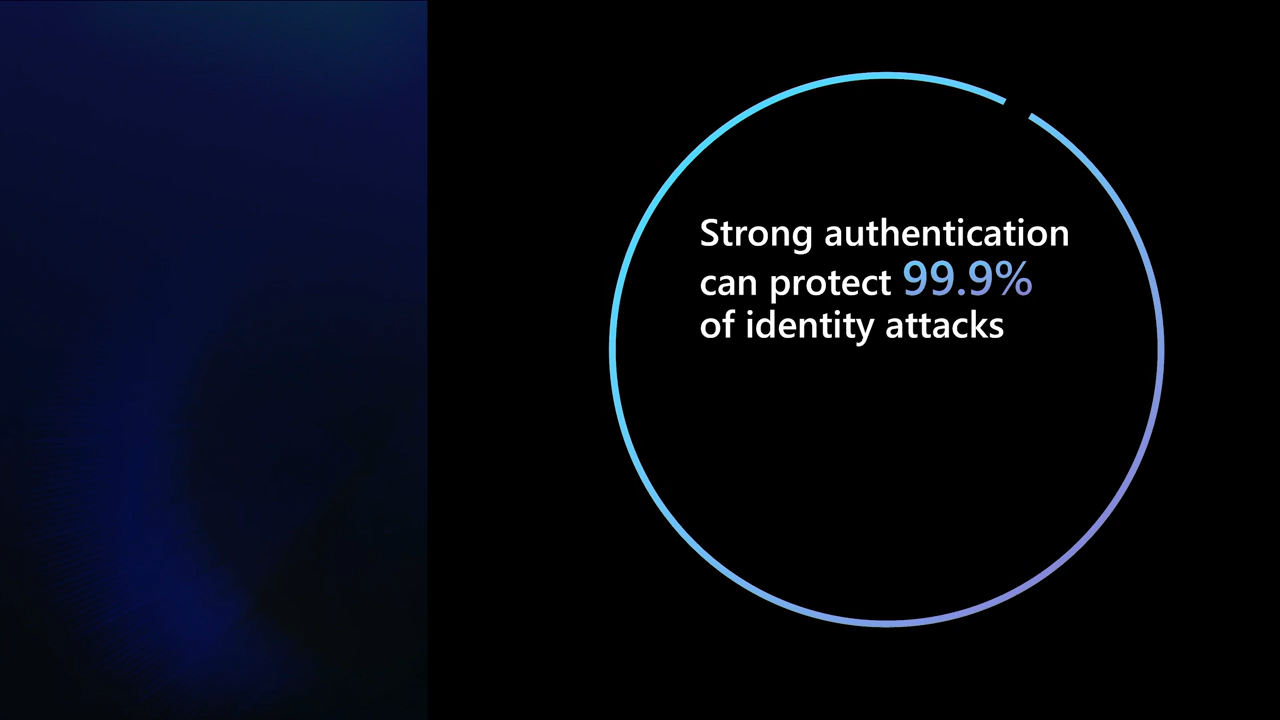 Strong authentication
can protect 99.9%
of identity attacks